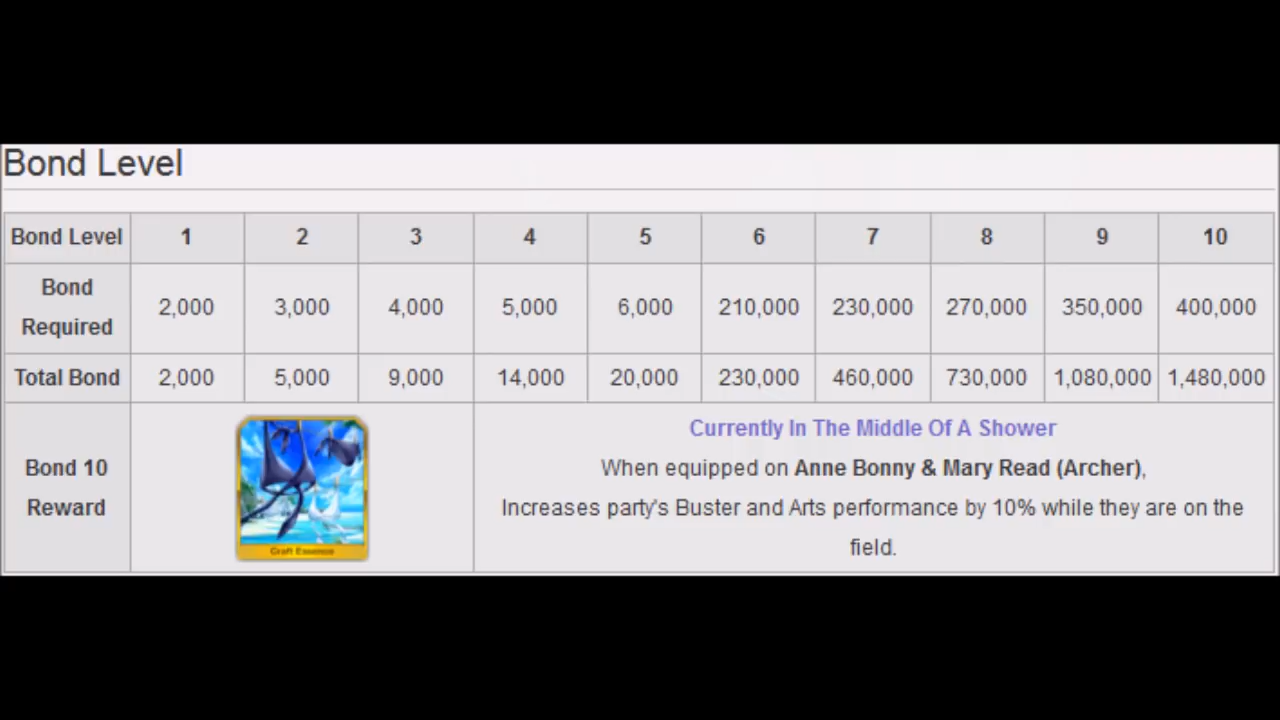 Bond Level
Bond Level 1 2 3 4 5 6 7 8 9 10
Bond
Required
2,000 3,000 4,000 5,000 6,000 210,000 230,000 270,000 350,000 400,000
Total Bond 2,000 5,000 9,000 14,000 20,000 230,000 460,000 730,000 1,080,000 1,480,000
Bond 10
Reward
Craft Essence
Currently In The Middle Of A Shower
When equipped on Anne Bonny & Mary Read (Archer),
Increases party's Buster and Arts performance by 10% while they are on the
field.